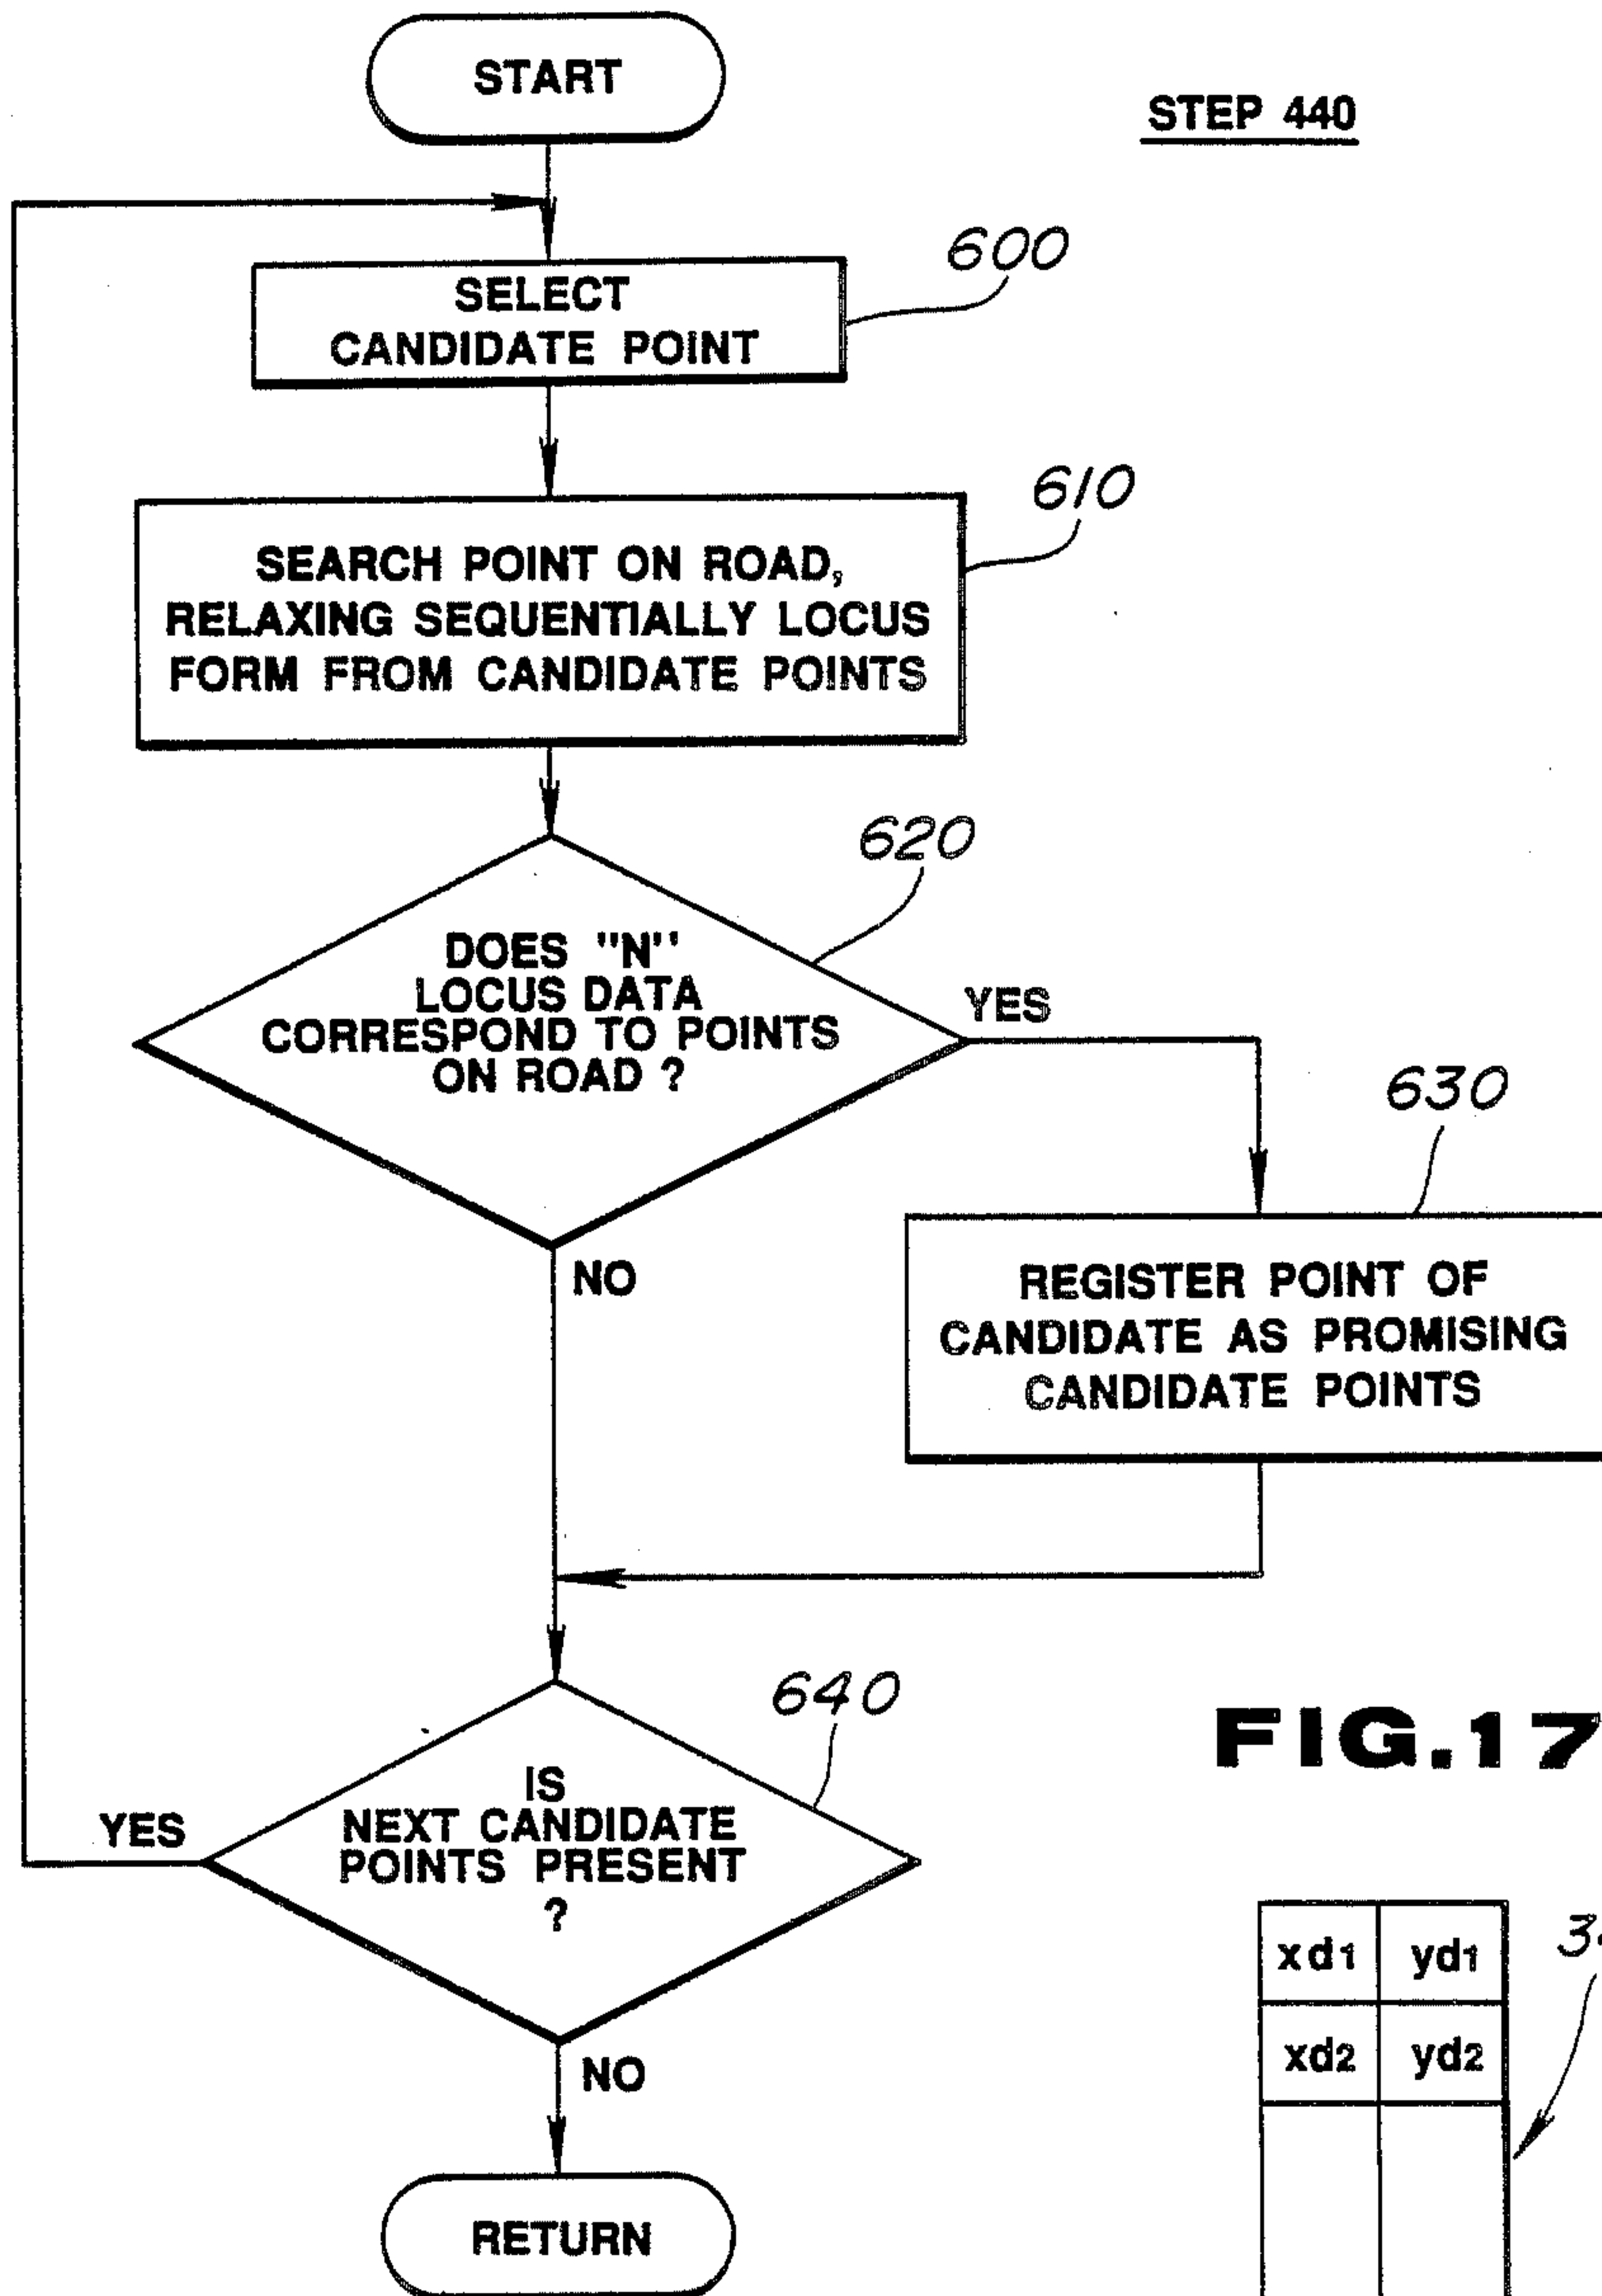 START
STEP 440
600
SELECT
CANDIDATE POINT
610
SEARCH POINT ON ROAD,
RELAXING SEQUENTIALLY LOCUS
FORM FROM CANDIDATE POINTS
620
DOES "N"
LOCUS DATA
CORRESPOND TO POINTS
ON ROAD ?
YES
630
NO
REGISTER POINT OF
CANDIDATE AS PROMISING
CANDIDATE POINTS
640
FIG.17
IS
NEXT CANDIDATE
POINTS PRESENT
?
YES
xd1 yd1
xd2 yd2
NO
RETURN